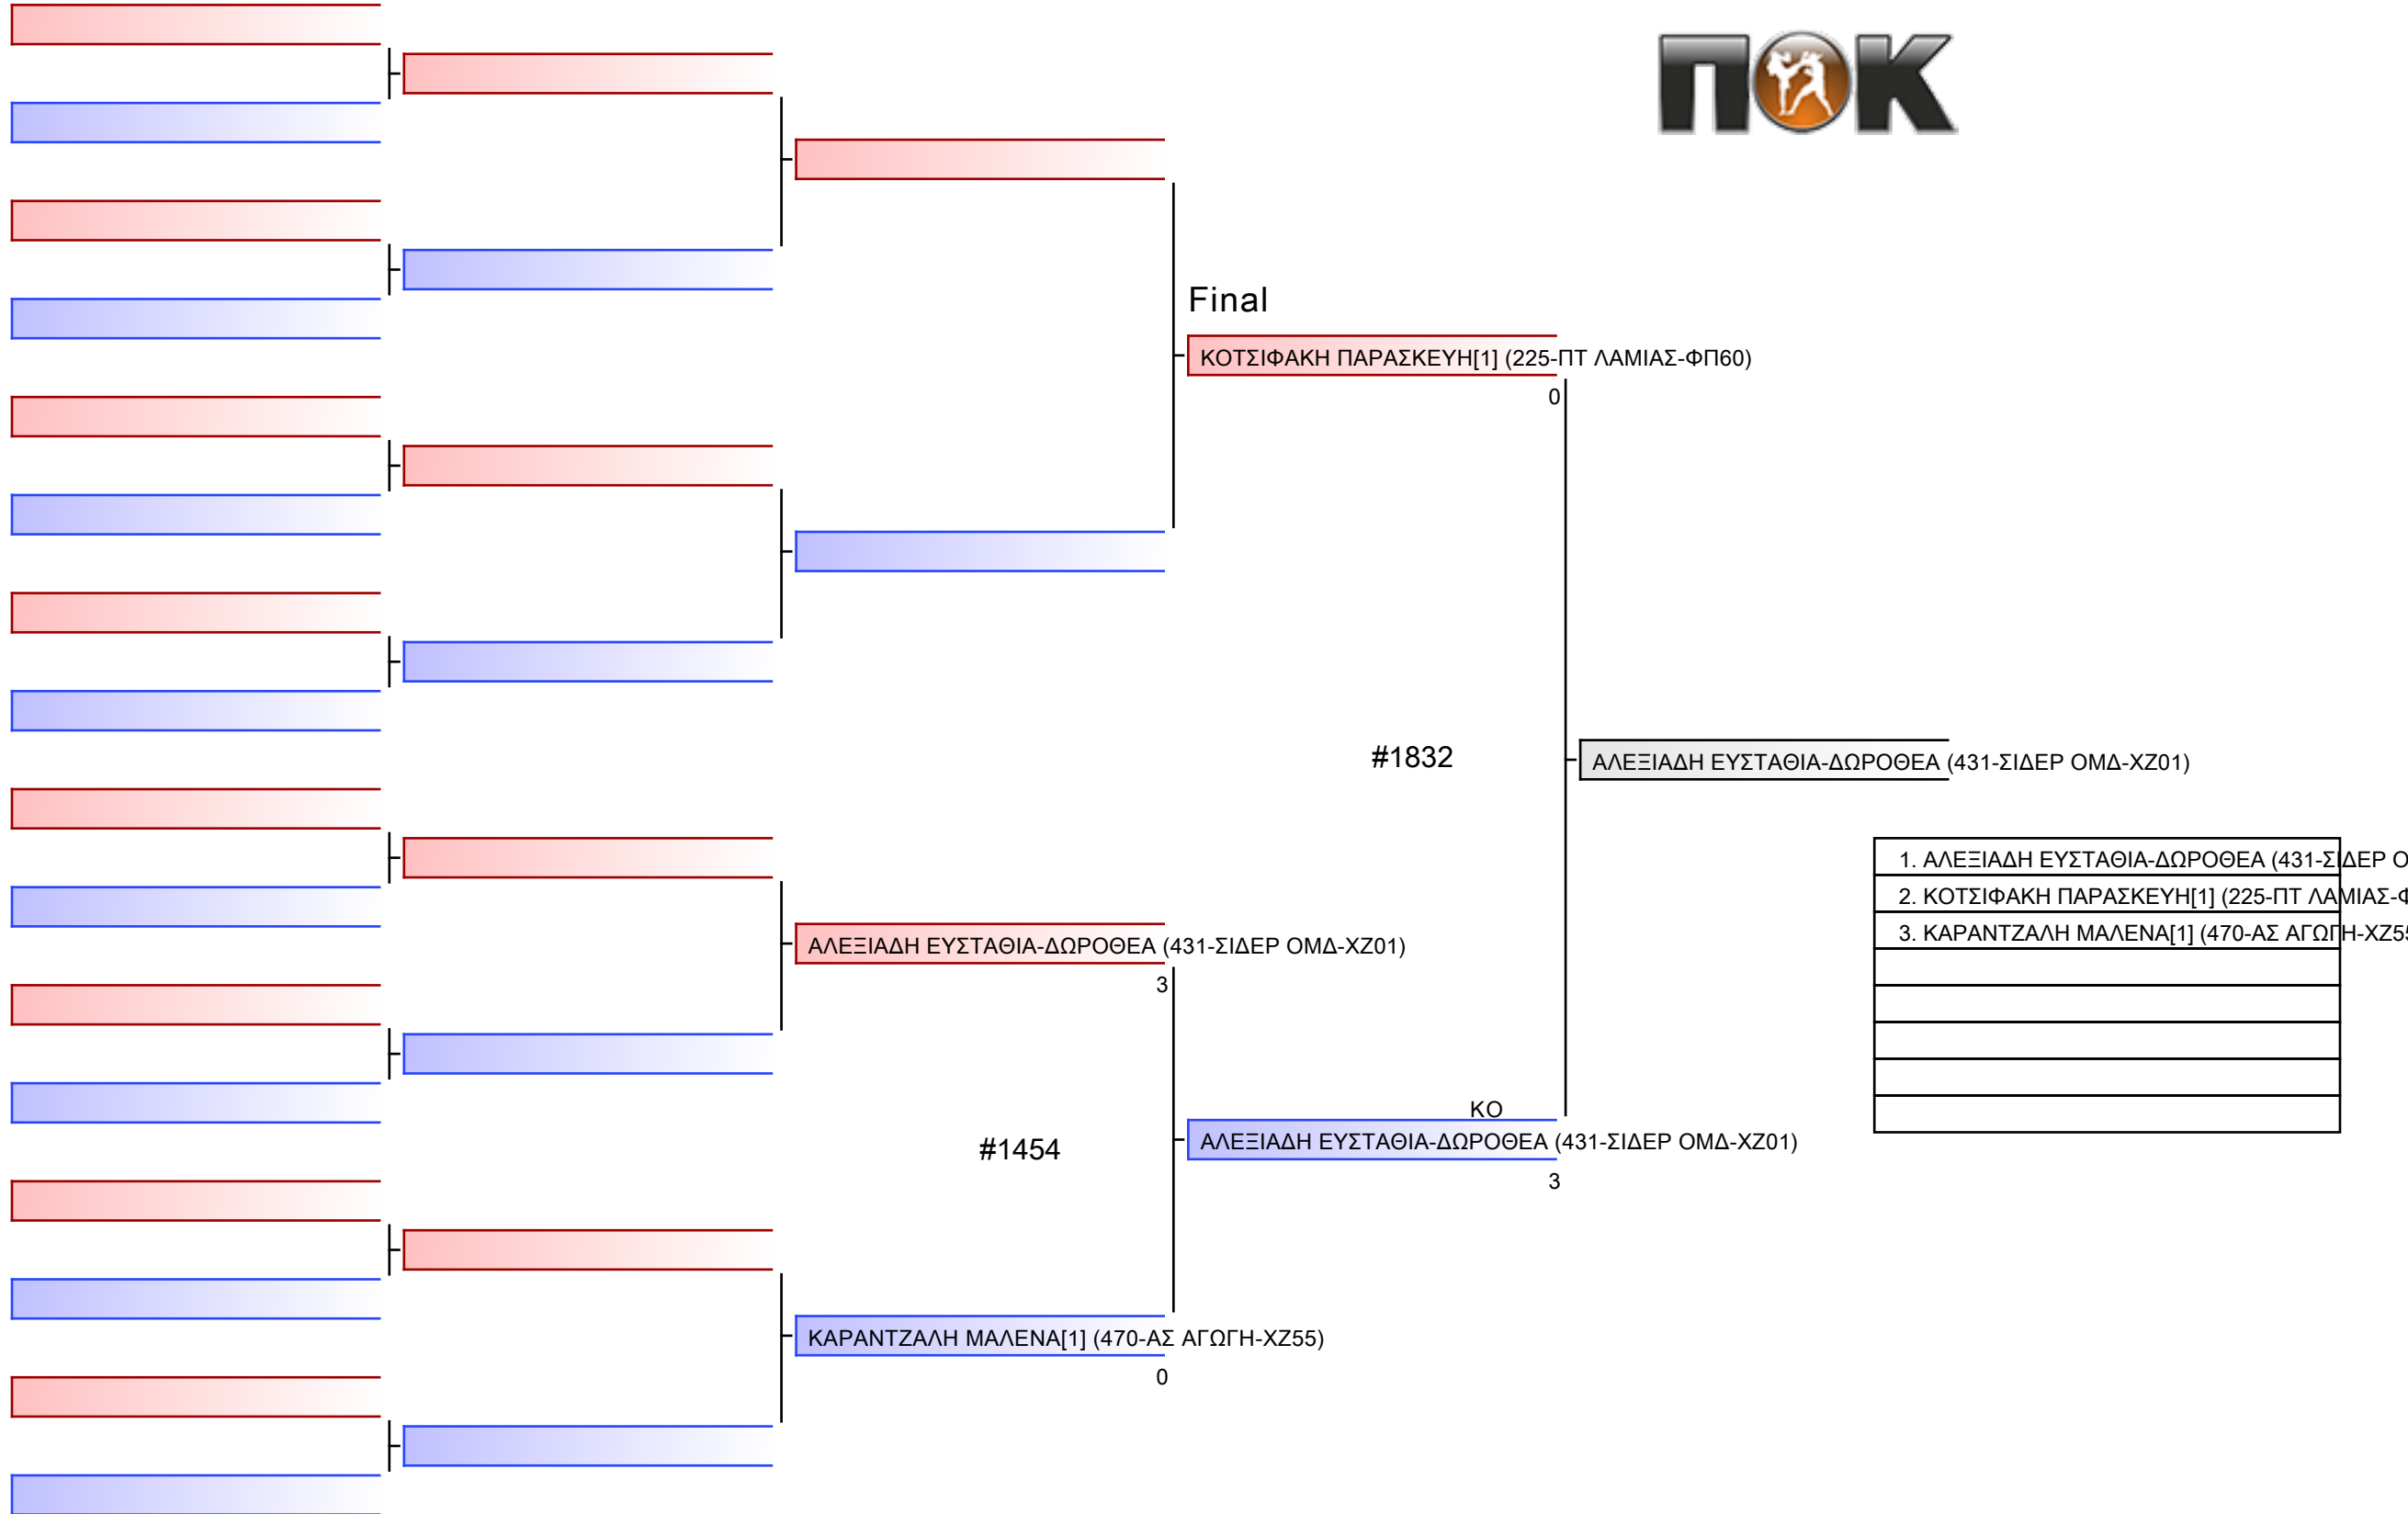 ΠΟΚ
Final
ΚΟΤΣΙΦΑΚΗ ΠΑΡΑΣΚΕΥΗ[1] (225-ΠΤ ΛΑΜΙΑΣ-ΦΠ60)
0
#1832
ΑΛΕΞΙΑΔΗ ΕΥΣΤΑΘΙΑ-ΔΩΡΟΘΕΑ (431-ΣΙΔΕΡ ΟΜΔ-ΧΖ01)
1. ΑΛΕΞΙΑΔΗ ΕΥΣΤΑΘΙΑ-ΔΩΡΟΘΕΑ (431-ΣΙΔΕΡ Ο
2. ΚΟΤΣΙΦΑΚΗ ΠΑΡΑΣΚΕΥΗ[1] (225-ΠΤ ΛΑΜΙΑΣ-Φ
3. ΚΑΡΑΝΤΖΑΛΗ ΜΑΛΕΝΑ[1] (470-ΑΣ ΑΓΩΓΗ-ΧΖ55
ΑΛΕΞΙΑΔΗ ΕΥΣΤΑΘΙΑ-ΔΩΡΟΘΕΑ (431-ΣΙΔΕΡ ΟΜΔ-ΧΖ01)
3
KO
ΑΛΕΞΙΑΔΗ ΕΥΣΤΑΘΙΑ-ΔΩΡΟΘΕΑ (431-ΣΙΔΕΡ ΟΜΔ-ΧΖ01)
#1454
3
ΚΑΡΑΝΤΖΑΛΗ ΜΑΛΕΝΑ[1] (470-ΑΣ ΑΓΩΓΗ-ΧΖ55)
0